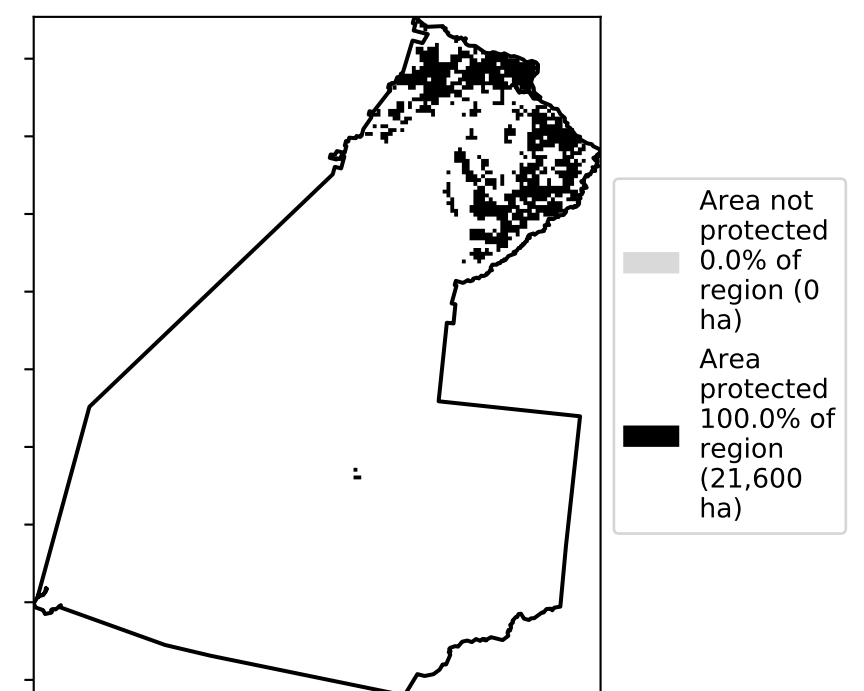 Area not
protected
0.0% of
region (0
ha)
Area
protected
100.0% of
region
(21,600
ha)